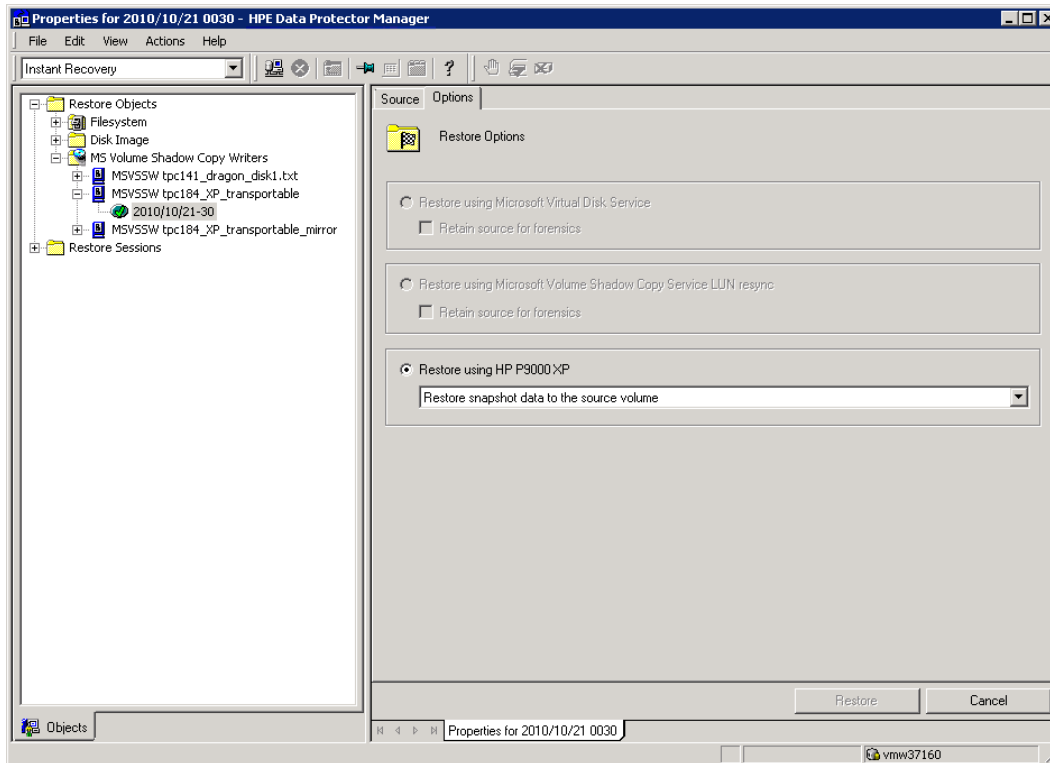 Properties for 2010/10/21 0030 - HPE Data Protector Manager
File Edit View Actions Help
Instant Recovery
?
Restore Objects
Filesystem
Disk Image
MS Volume Shadow Copy Writers
MSVSSW tpc141_dragon_disk1.txt
MSVSSW tpc184_XP_transportable
2010/10/21-30
MSVSSW tpc184_XP_transportable_mirror
Restore Sessions
Objects
Source Options
Restore Options
Restore using Microsoft Virtual Disk Service
Retain source for forensics
Restore using Microsoft Volume Shadow Copy Service LUN resync
Retain source for forensics
Restore using HP P9000 XP
Restore snapshot data to the source volume
Restore Cancel
Properties for 2010/10/21 0030
vmw37160